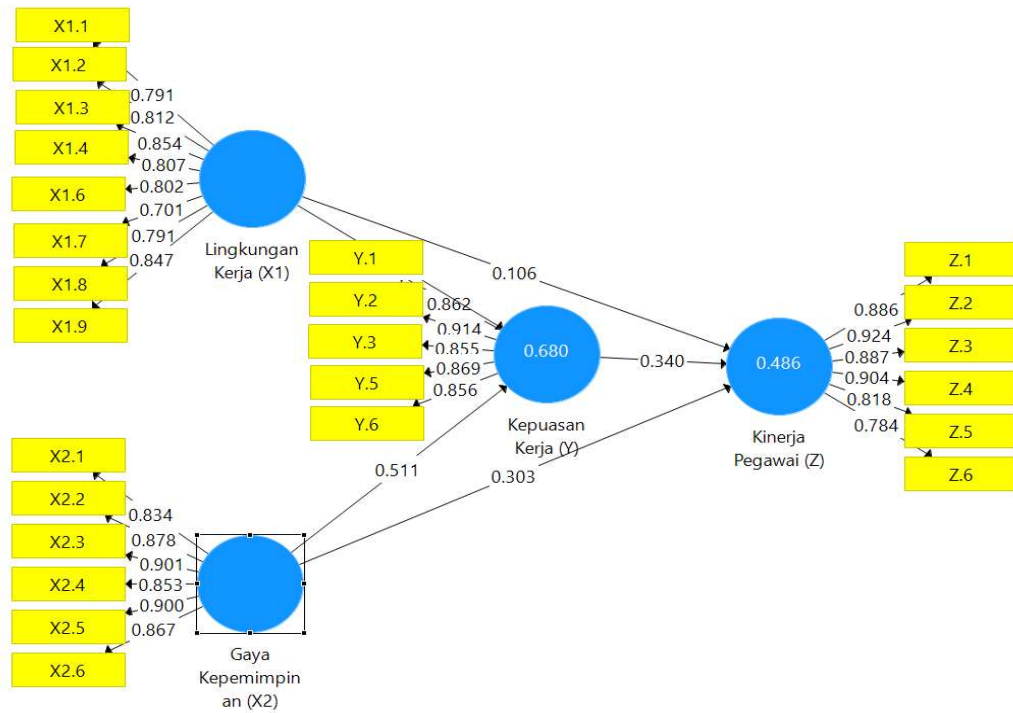 X1.1
X1.2
X1.3
X1.4
X1.6
X1.7
X1.8
X1.9
0.791
0.812
0.854
0.807
0.802
0.701
0.791
0.847
Lingkungan
Kerja (X1)
0.106
Y.1
Y.2
Y.3
Y.5
Y.6
0.862
0.914
0.855
0.869
0.856
0.680
Kepuasan
Kerja (Y)
0.340
0.486
Kinerja
Pegawai (Z)
0.886
0.924
0.887
0.904
0.818
0.784
Z.1
Z.2
Z.3
Z.4
Z.5
Z.6
0.511
0.303
X2.1
X2.2
X2.3
X2.4
X2.5
X2.6
0.834
0.878
0.901
0.853
0.900
0.867
Gaya
Kepemimpin
an (X2)